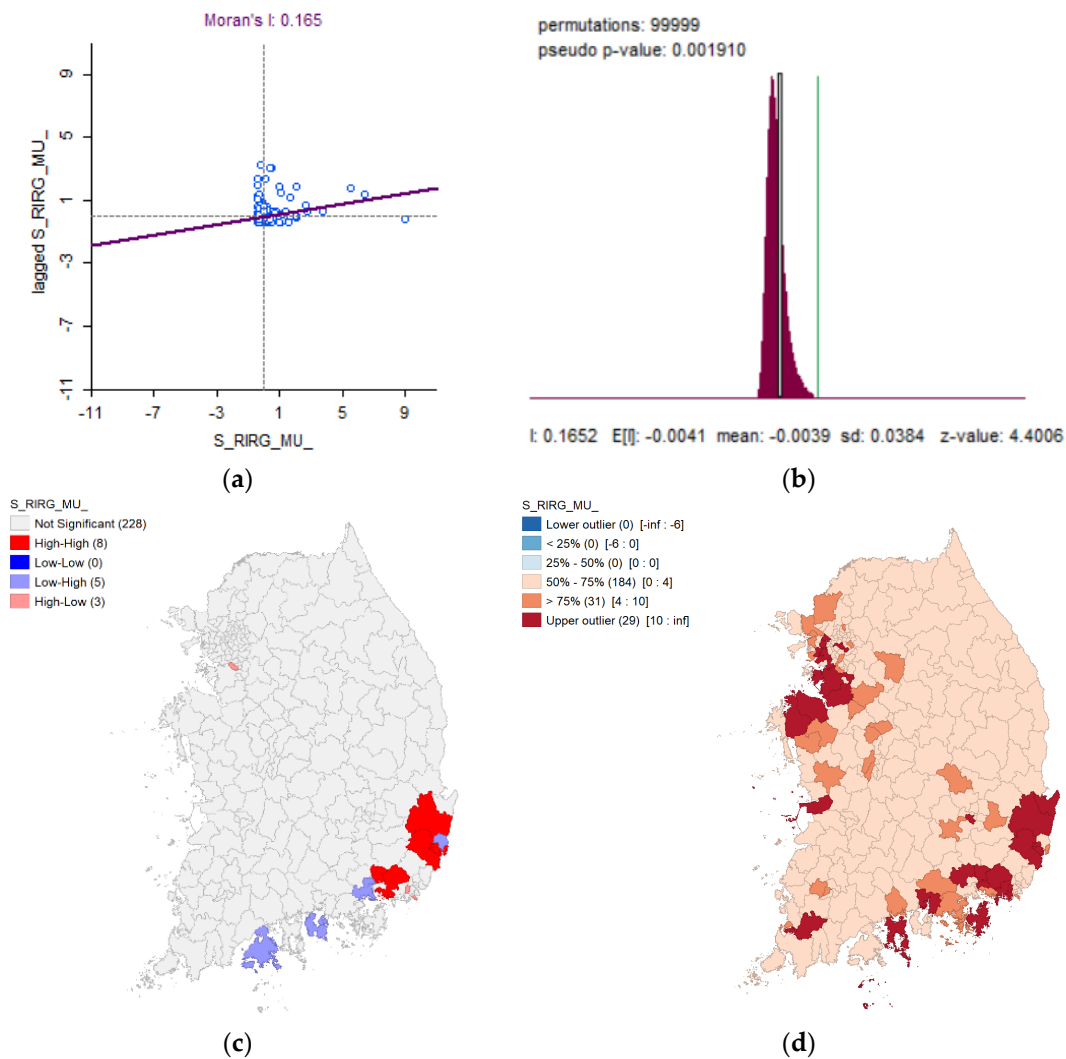 Moran's I: 0.165
9
5
1
-3
-7
-11
lagged S_RIRG_MU_
-11 -7 -3 1 5 9
S_RIRG_MU_
(a)
permutations: 99999
pseudo p-value: 0.001910
I: 0.1652 E[I]: -0.0041 mean: -0.0039 sd: 0.0384 z-value: 4.4006
(b)
S_RIRG_MU_
Not Significant (228)
High-High (8)
Low-Low (0)
Low-High (5)
High-Low (3)
(c)
S_RIRG_MU_
Lower outlier (0) [-inf : -6]
< 25% (0) [-6 : 0]
25% - 50% (0) [0 : 0]
50% - 75% (184) [0 : 4]
> 75% (31) [4 : 10]
Upper outlier (29) [10 : inf]
(d)